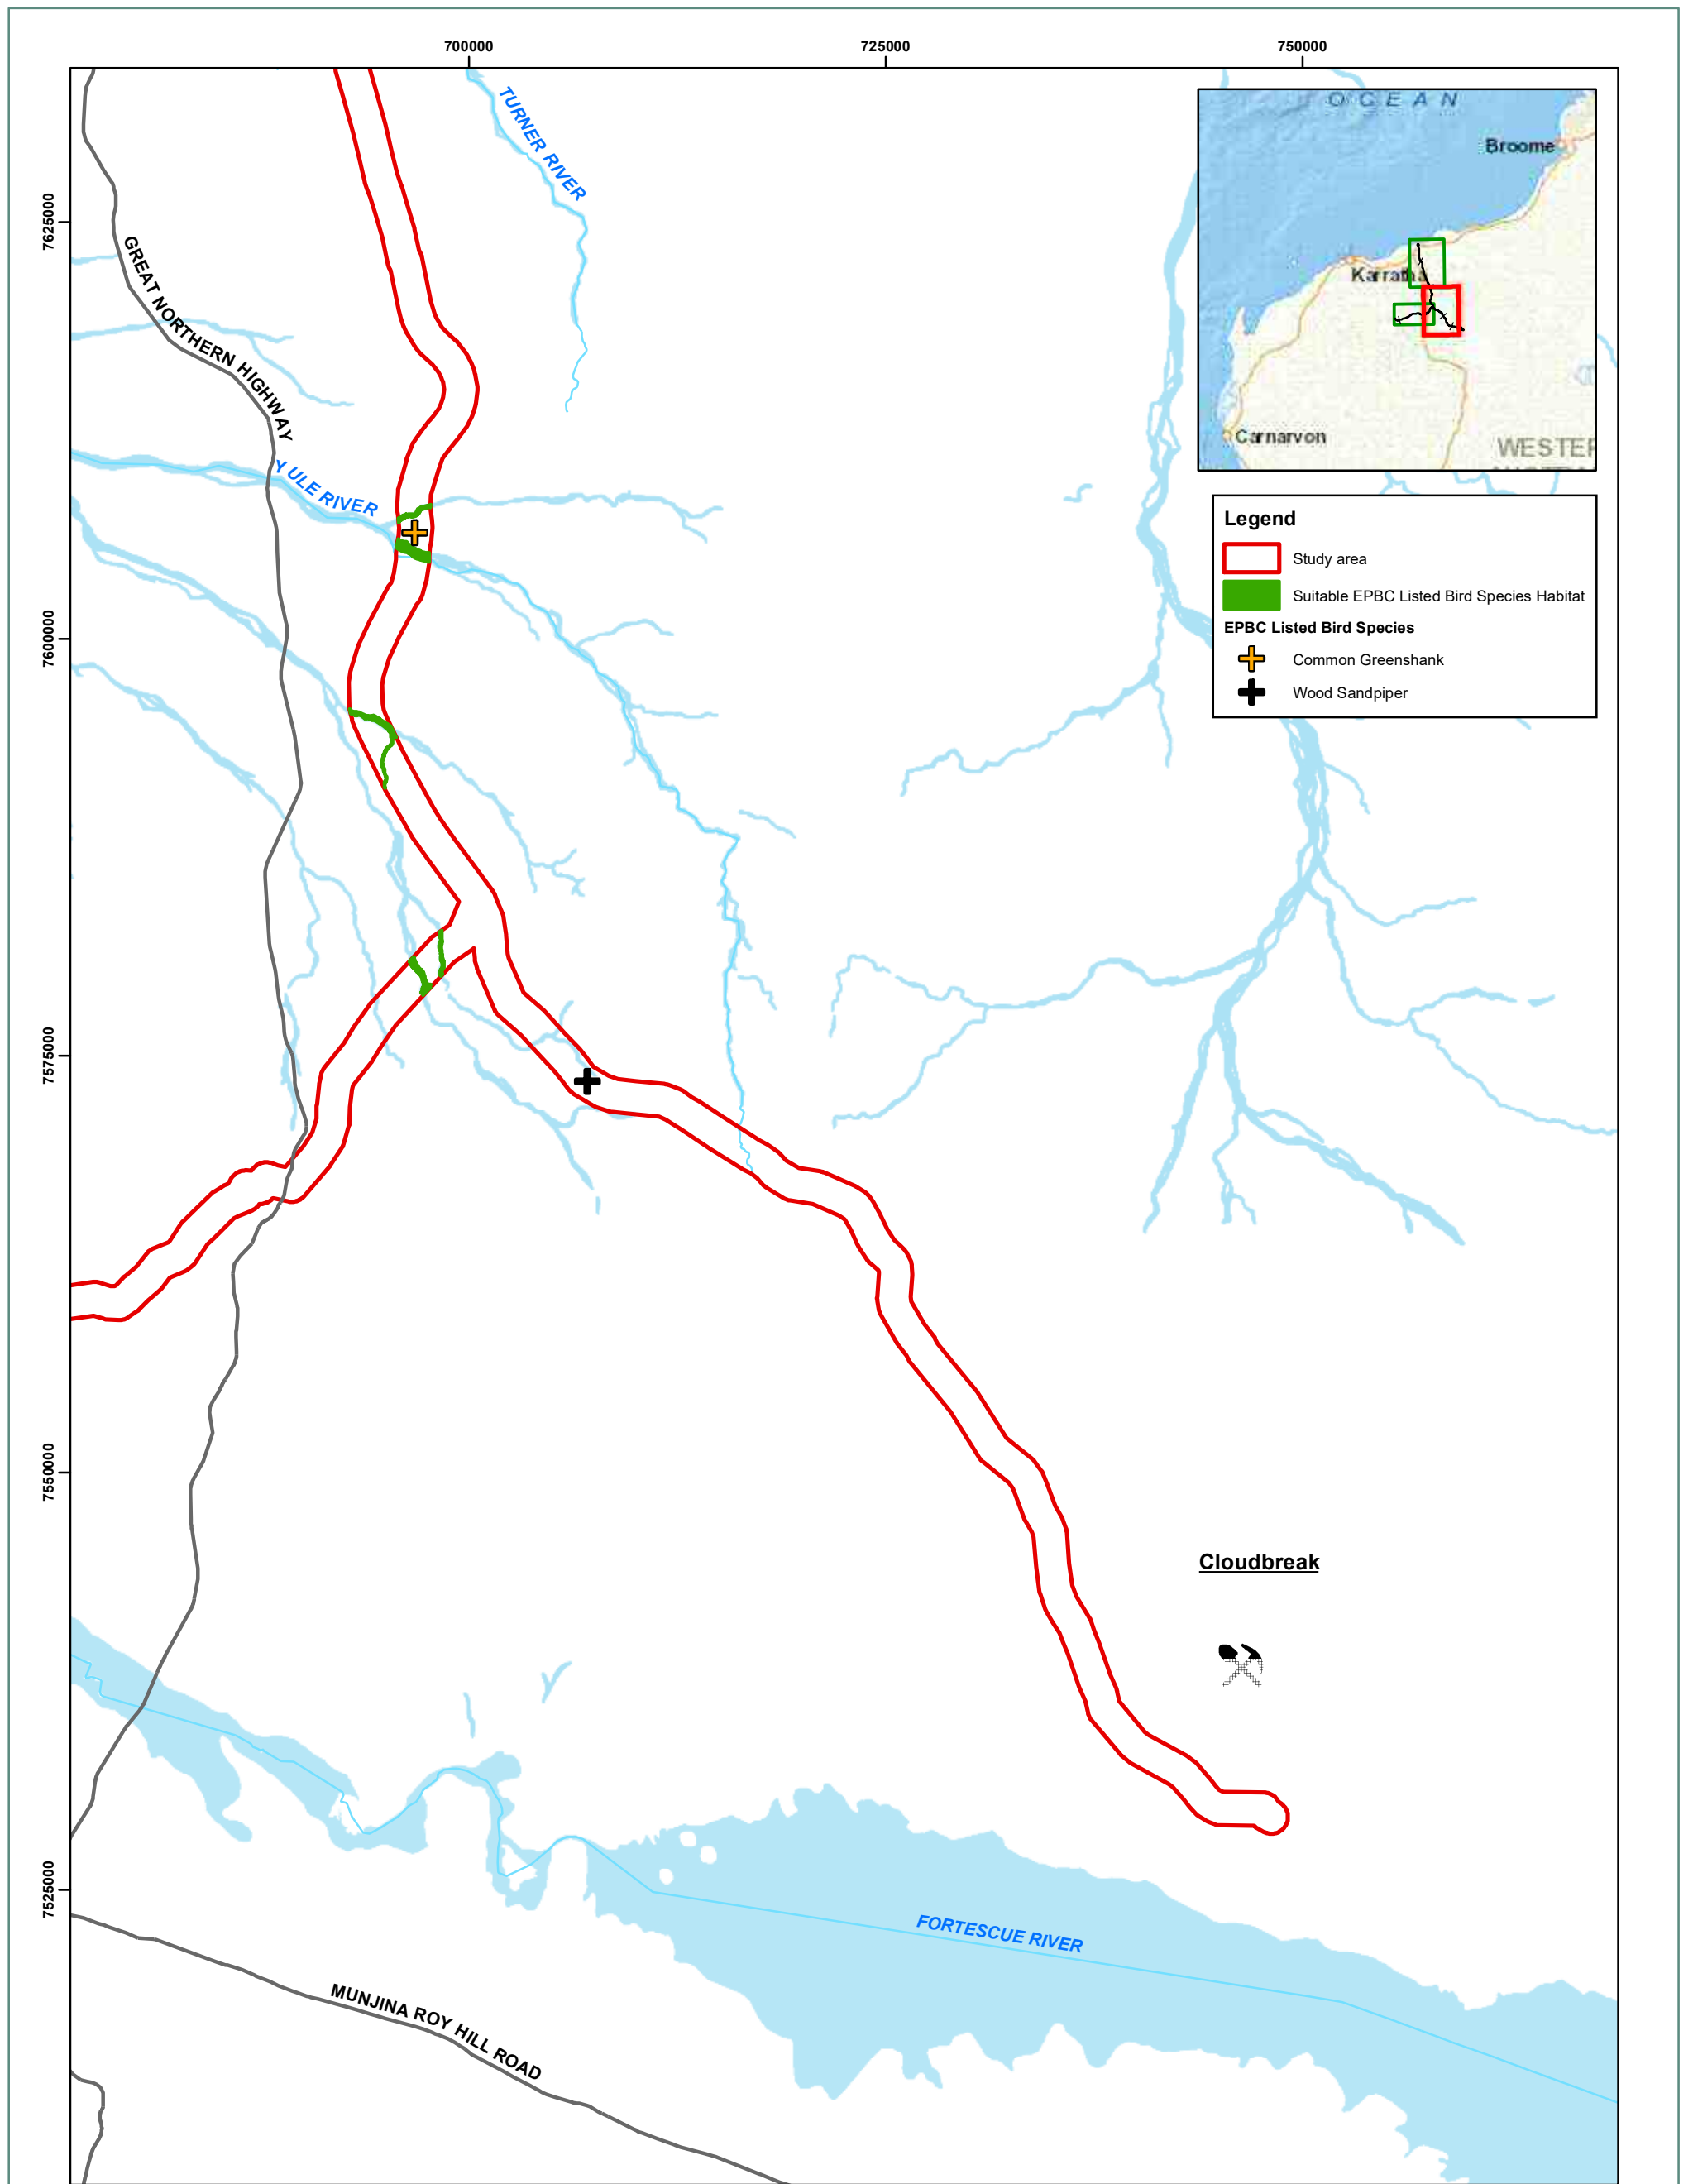 700000
725000
750000
7625000
7600000
7575000
7550000
7525000
TURNER RIVER
GREAT NORTHERN HIGHWAY
YULE RIVER
OCEAN
Broome
Karratha
Carnarvon
WESTER
Legend
Study area
Suitable EPBC Listed Bird Species Habitat
EPBC Listed Bird Species
Common Greenshank
Wood Sandpiper
Cloudbreak
FORTESCUE RIVER
MUNJINA ROY HILL ROAD